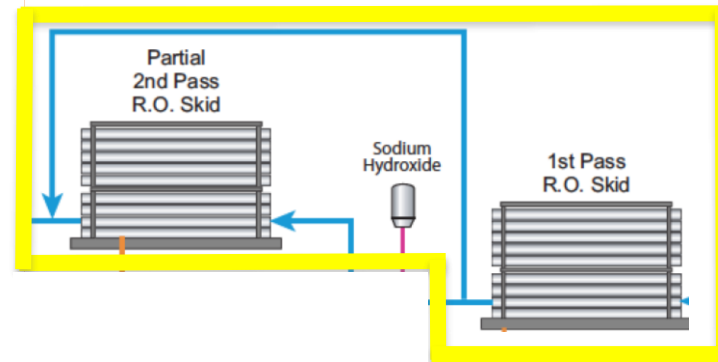 Partial
2nd Pass
R.O. Skid
Sodium
Hydroxide
1st Pass
R.O. Skid